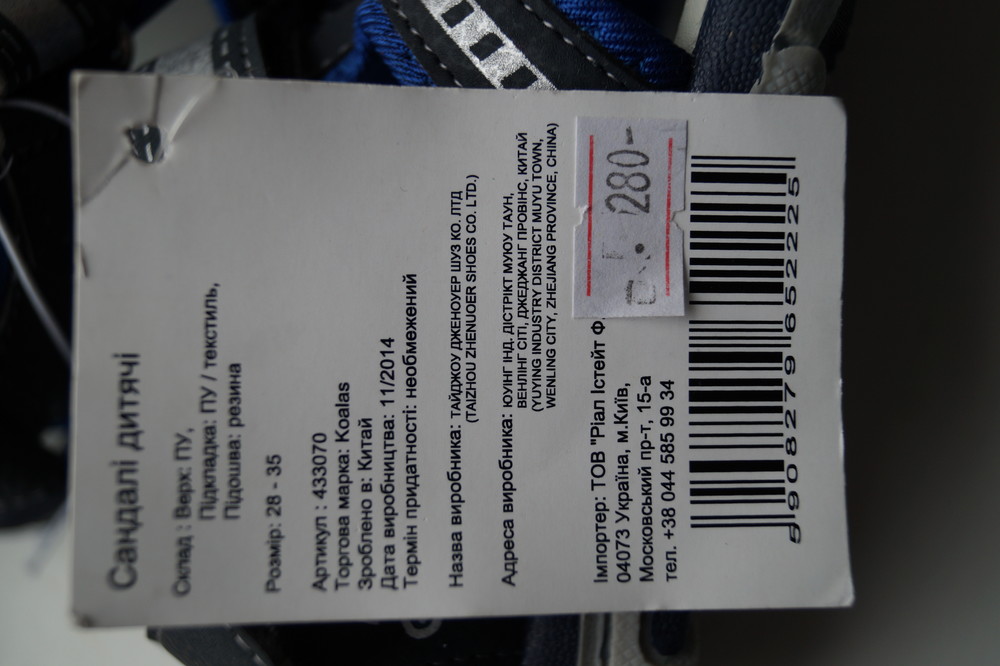 Сандалі дитячі
Склад : Верх: ПУ,
Підкладка: ПУ / текстиль,
Підошва: резина
Розмір: 28 - 35
Артикул : 433070
Торгова марка: Koalas
Зроблено в: Китай
Дата виробництва: 11/2014
Термін придатності: необмежений
Назва виробника: ТАЙДЖОУ ДЖЕНОУЕР ШУЗ КО. ЛТД
(TAIZHOU ZHENUOER SHOES CO. LTD.)
Адреса виробника: ЮУІНГ ІНД. ДІСТРІКТ МУЮУ ТАУН,
ВЕНЛІНГ СІТІ, ДЖЕДЖАНГ ПРОВІНС, КИТАЙ
(YUYING INDUSTRY DISTRICT MUYU TOWN,
WENLING CITY, ZHEJIANG PROVINCE, CHINA)
280-
Імпортер: ТОВ "Ріал Істейт Ф
04073 Україна, м.Київ,
Московський пр-т, 15-а
тел. +38 044 585 99 34
5908279652225